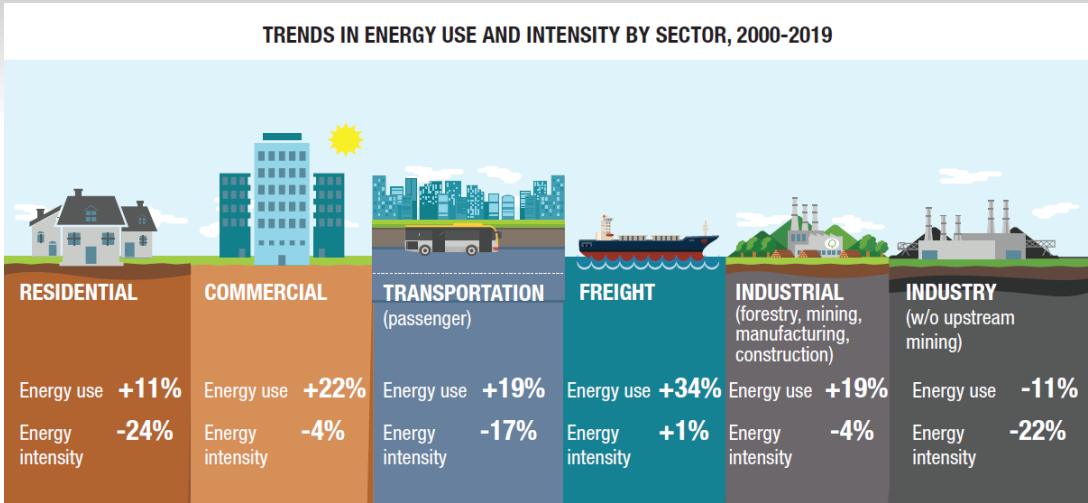 TRENDS IN ENERGY USE AND INTENSITY BY SECTOR, 2000-2019
RESIDENTIAL
Energy use +11%
Energy -24%
intensity
COMMERCIAL
Energy use +22%
Energy -4%
intensity
TRANSPORTATION
(passenger)
Energy use +19%
Energy -17%
intensity
FREIGHT
Energy use +34%
Energy +1%
intensity
INDUSTRIAL
(forestry, mining,
manufacturing,
construction)
Energy use +19%
Energy -4%
intensity
INDUSTRY
(w/o upstream
mining)
Energy use -11%
Energy -22%
intensity